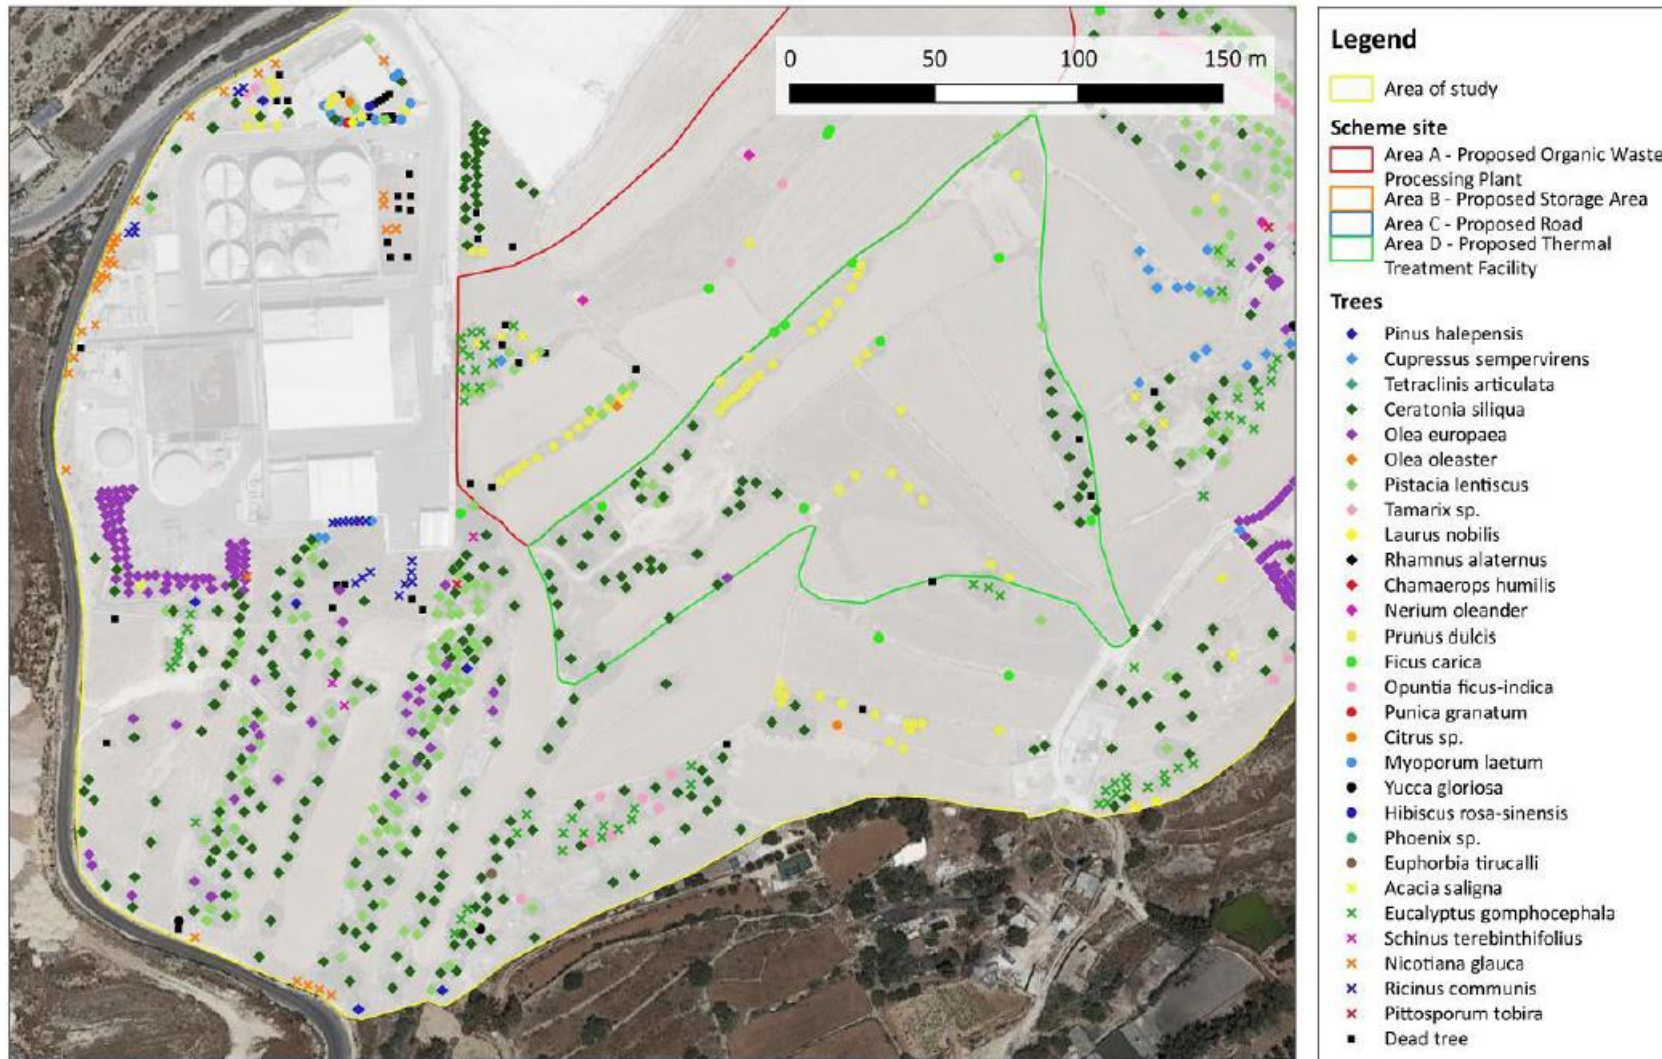 0 50 100 150 m
Legend
Area of study
Scheme site
Area A - Proposed Organic Waste
Processing Plant
Area B - Proposed Storage Area
Area C - Proposed Road
Area D - Proposed Thermal
Treatment Facility
Trees
Pinus halepensis
Cupressus sempervirens
Tetraclinis articulata
Ceratonia siliqua
Olea europaea
Olea oleaster
Pistacia lentiscus
Tamarix sp.
Laurus nobilis
Rhamnus alaternus
Chamaerops humilis
Nerium oleander
Prunus dulcis
Ficus carica
Opuntia ficus-indica
Punica granatum
Citrus sp.
Myoporum laetum
Yucca gloriosa
Hibiscus rosa-sinensis
Phoenix sp.
Euphorbia tirucalli
Acacia saligna
Eucalyptus gomphocephala
Schinus terebinthifolius
Nicotiana glauca
Ricinus communis
Pittosporum tobira
Dead tree